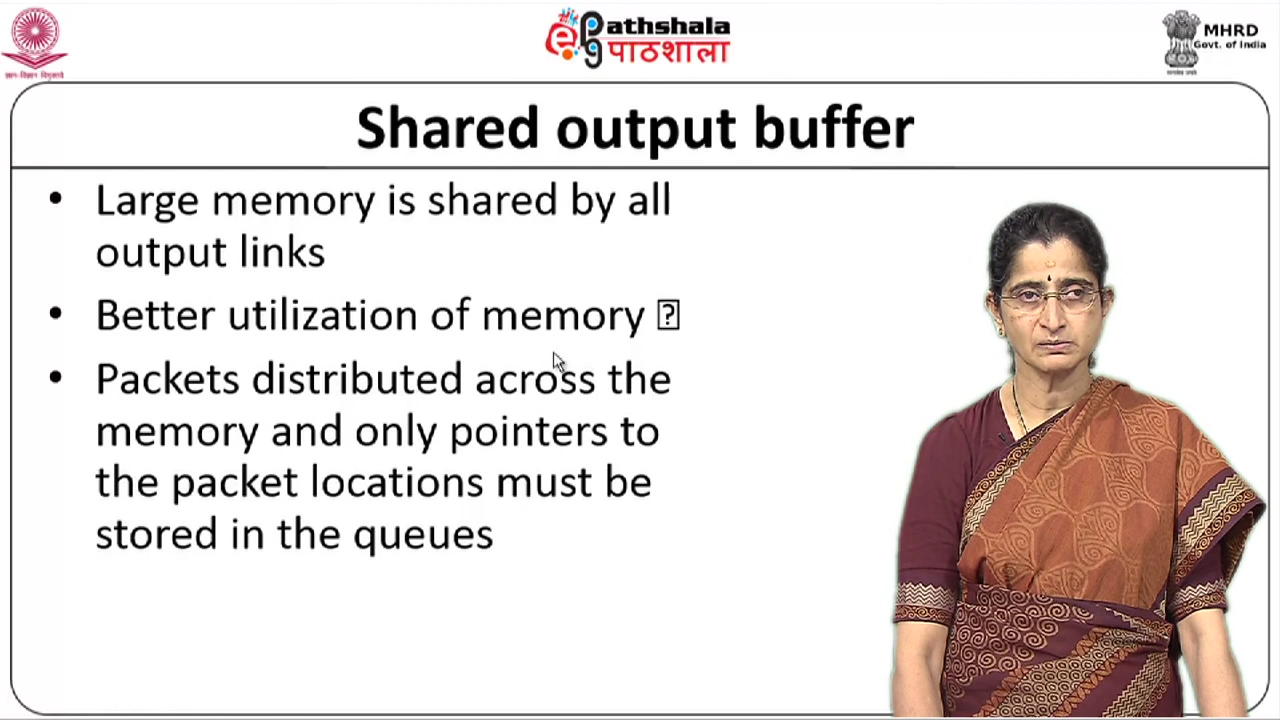 ePGpathshala
पाठशाला
MHRD
Govt. of India
ज्ञान-विज्ञान विमुक्तये
Shared output buffer
• Large memory is shared by all
output links
• Better utilization of memory
• Packets distributed across the
memory and only pointers to
the packet locations must be
stored in the queues